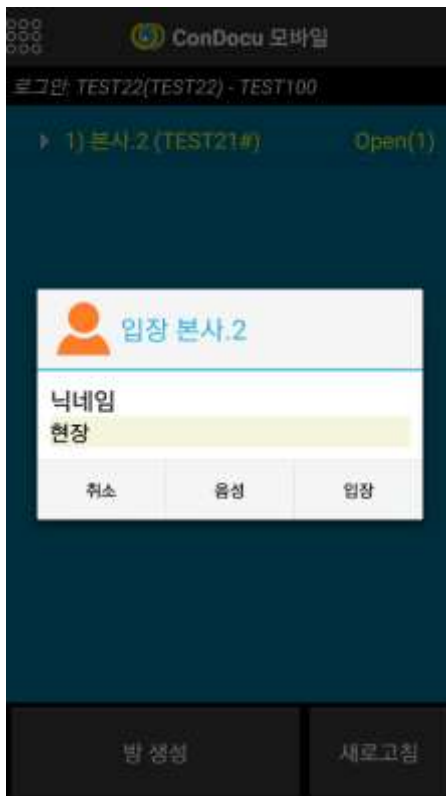 ConDocu 모바일
로그인: TEST22(TEST22) - TEST100
1) 본사.2 (TEST21#) Open(1)
입장 본사.2
닉네임
현장
취소 음성 입장
방 생성 새로고침